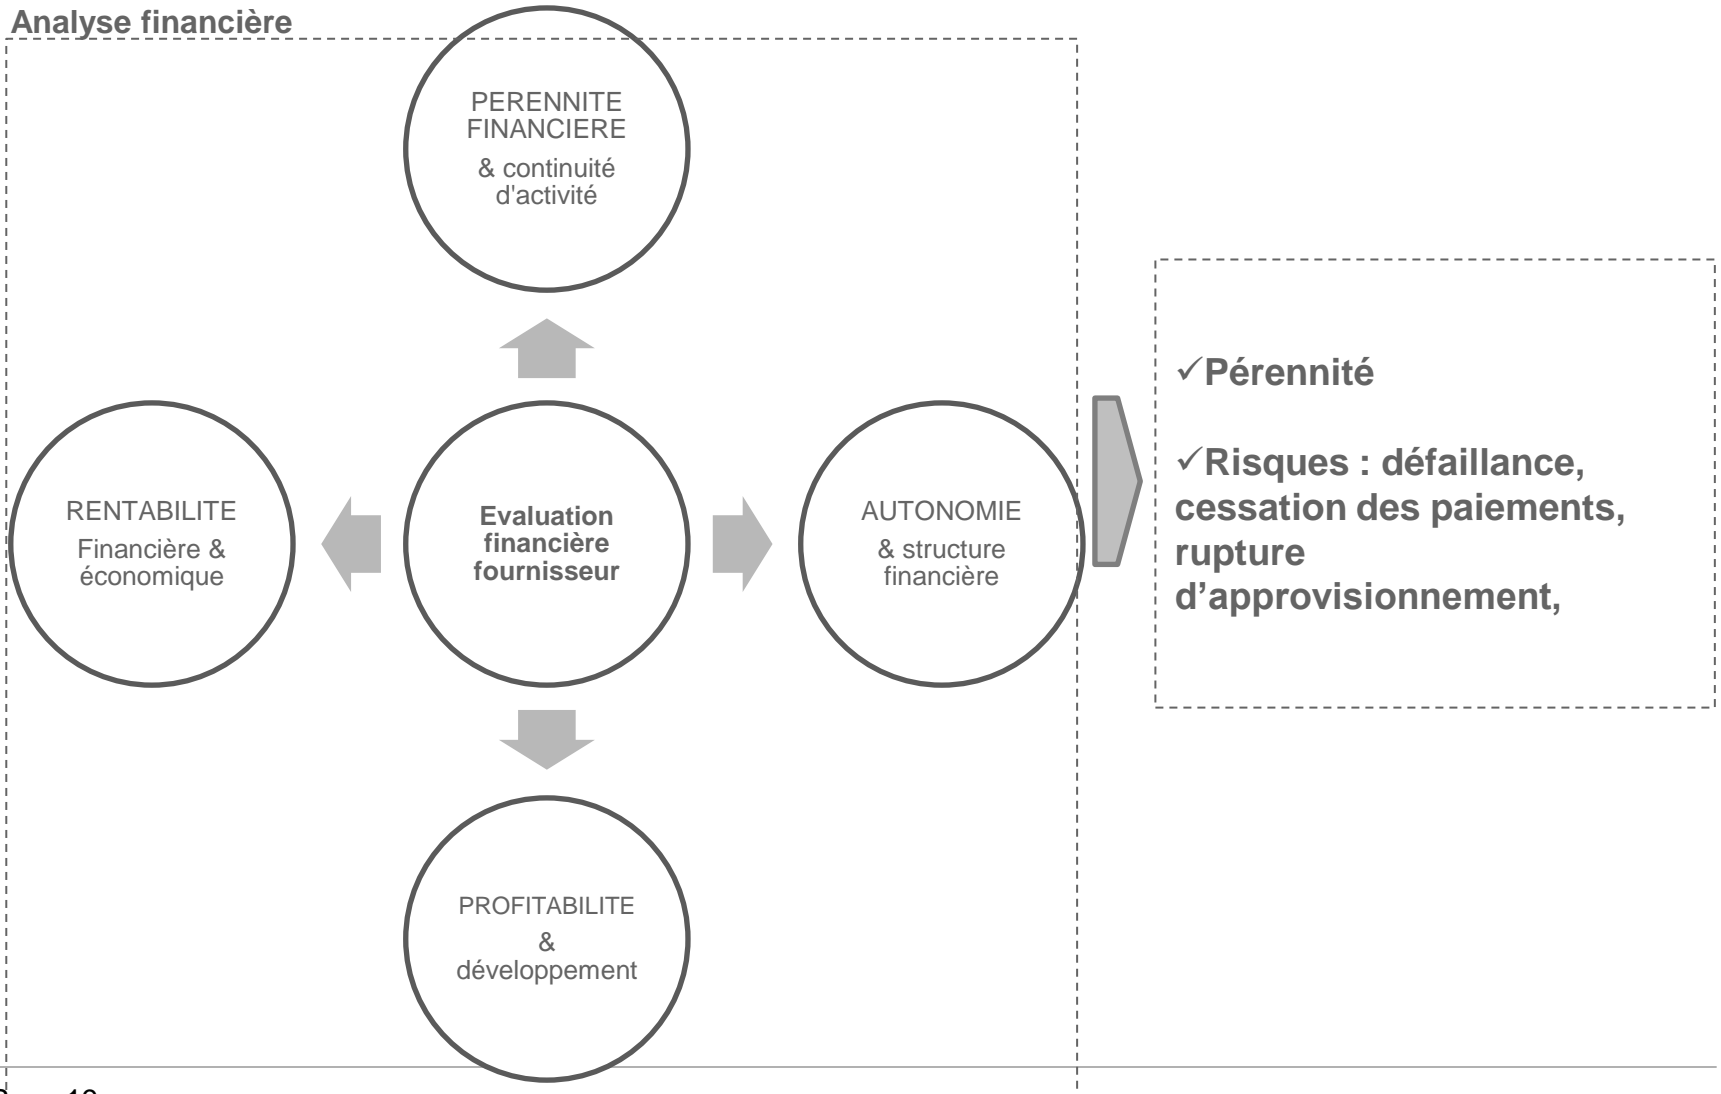 Analyse financière
PERENNITE
FINANCIERE
& continuité
d'activité
RENTABILITE
Financière &
économique
Evaluation
financière
fournisseur
AUTONOMIE
& structure
financière
PROFITABILITE
&
développement
✓Pérennité
✓Risques : défaillance,
cessation des paiements,
rupture
d’approvisionnement,